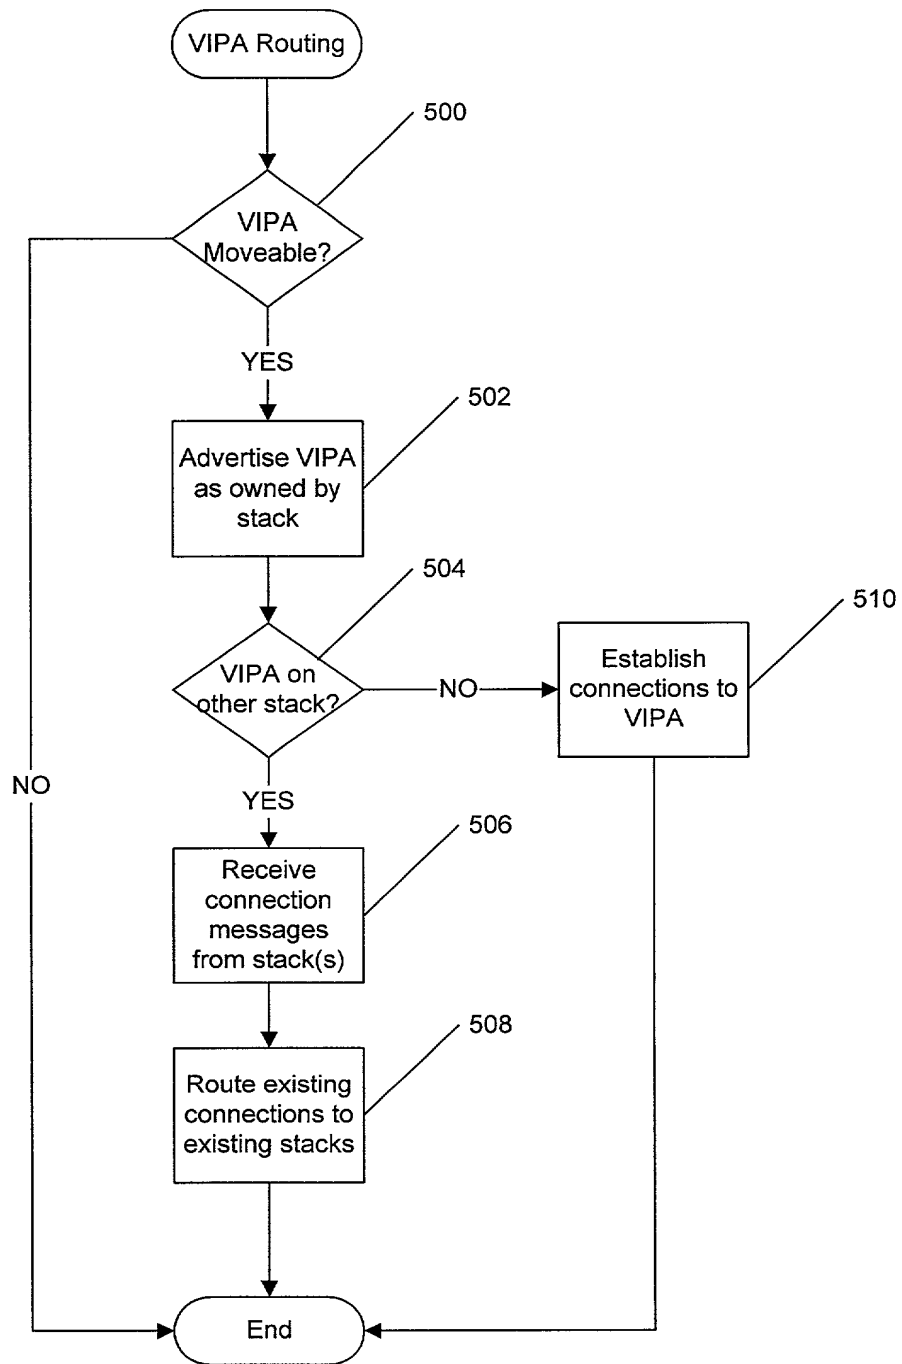 VIPA Routing
500
VIPA
Moveable?
YES
502
Advertise VIPA
as owned by
stack
504
VIPA on
other stack?
NO
510
Establish
connections to
VIPA
NO
YES
506
Receive
connection
messages
from stack(s)
508
Route existing
connections to
existing stacks
End